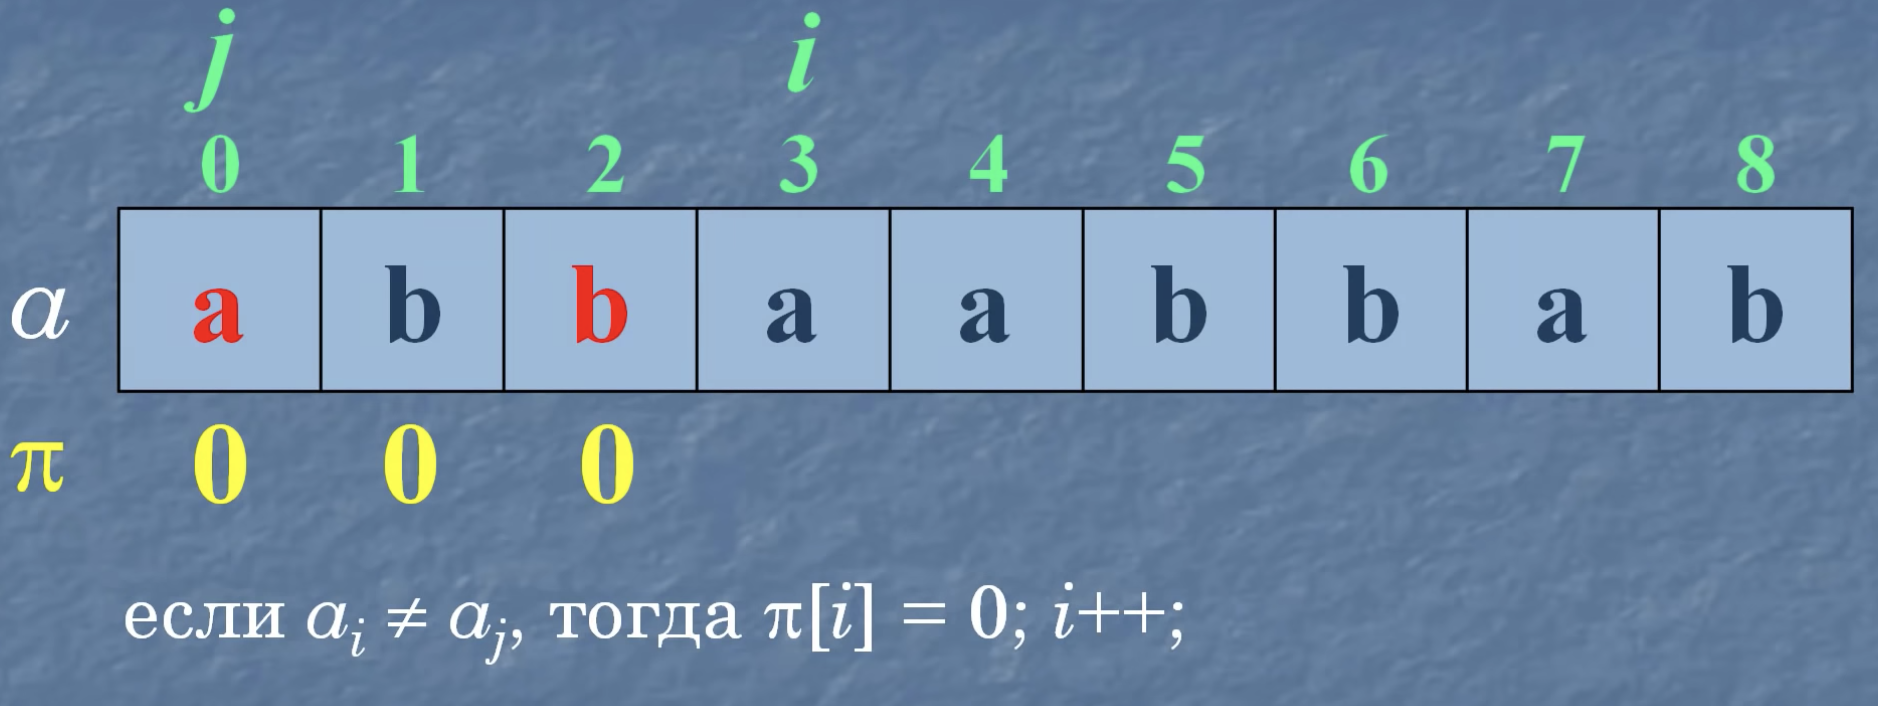 j i
0 1 2 3 4 5 6 7 8
a a b b a a b b a b
π 0 0 0
если aᵢ ≠ aⱼ, тогда π[i] = 0; i++;